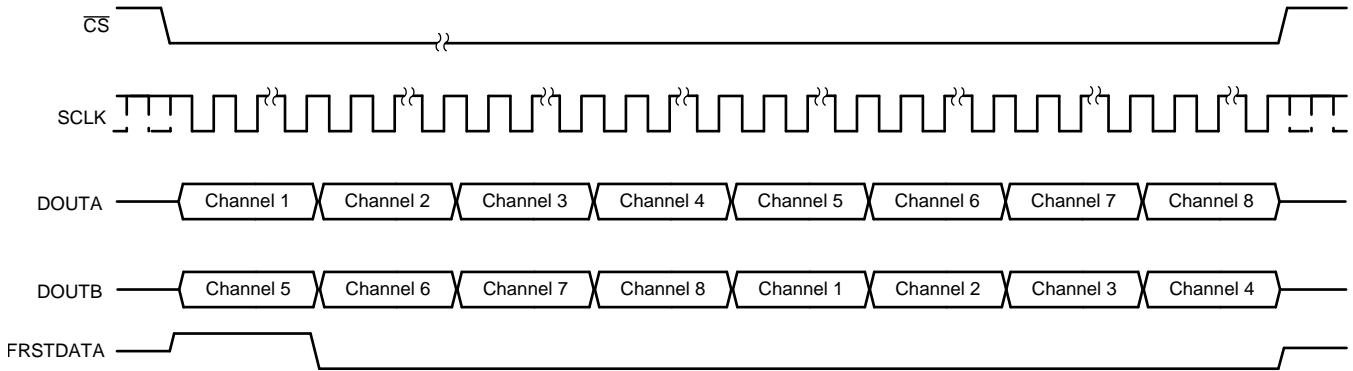 CS
SCLK
DOUTA Channel 1 Channel 2 Channel 3 Channel 4 Channel 5 Channel 6 Channel 7 Channel 8
DOUTB Channel 5 Channel 6 Channel 7 Channel 8 Channel 1 Channel 2 Channel 3 Channel 4
FRSTDATA